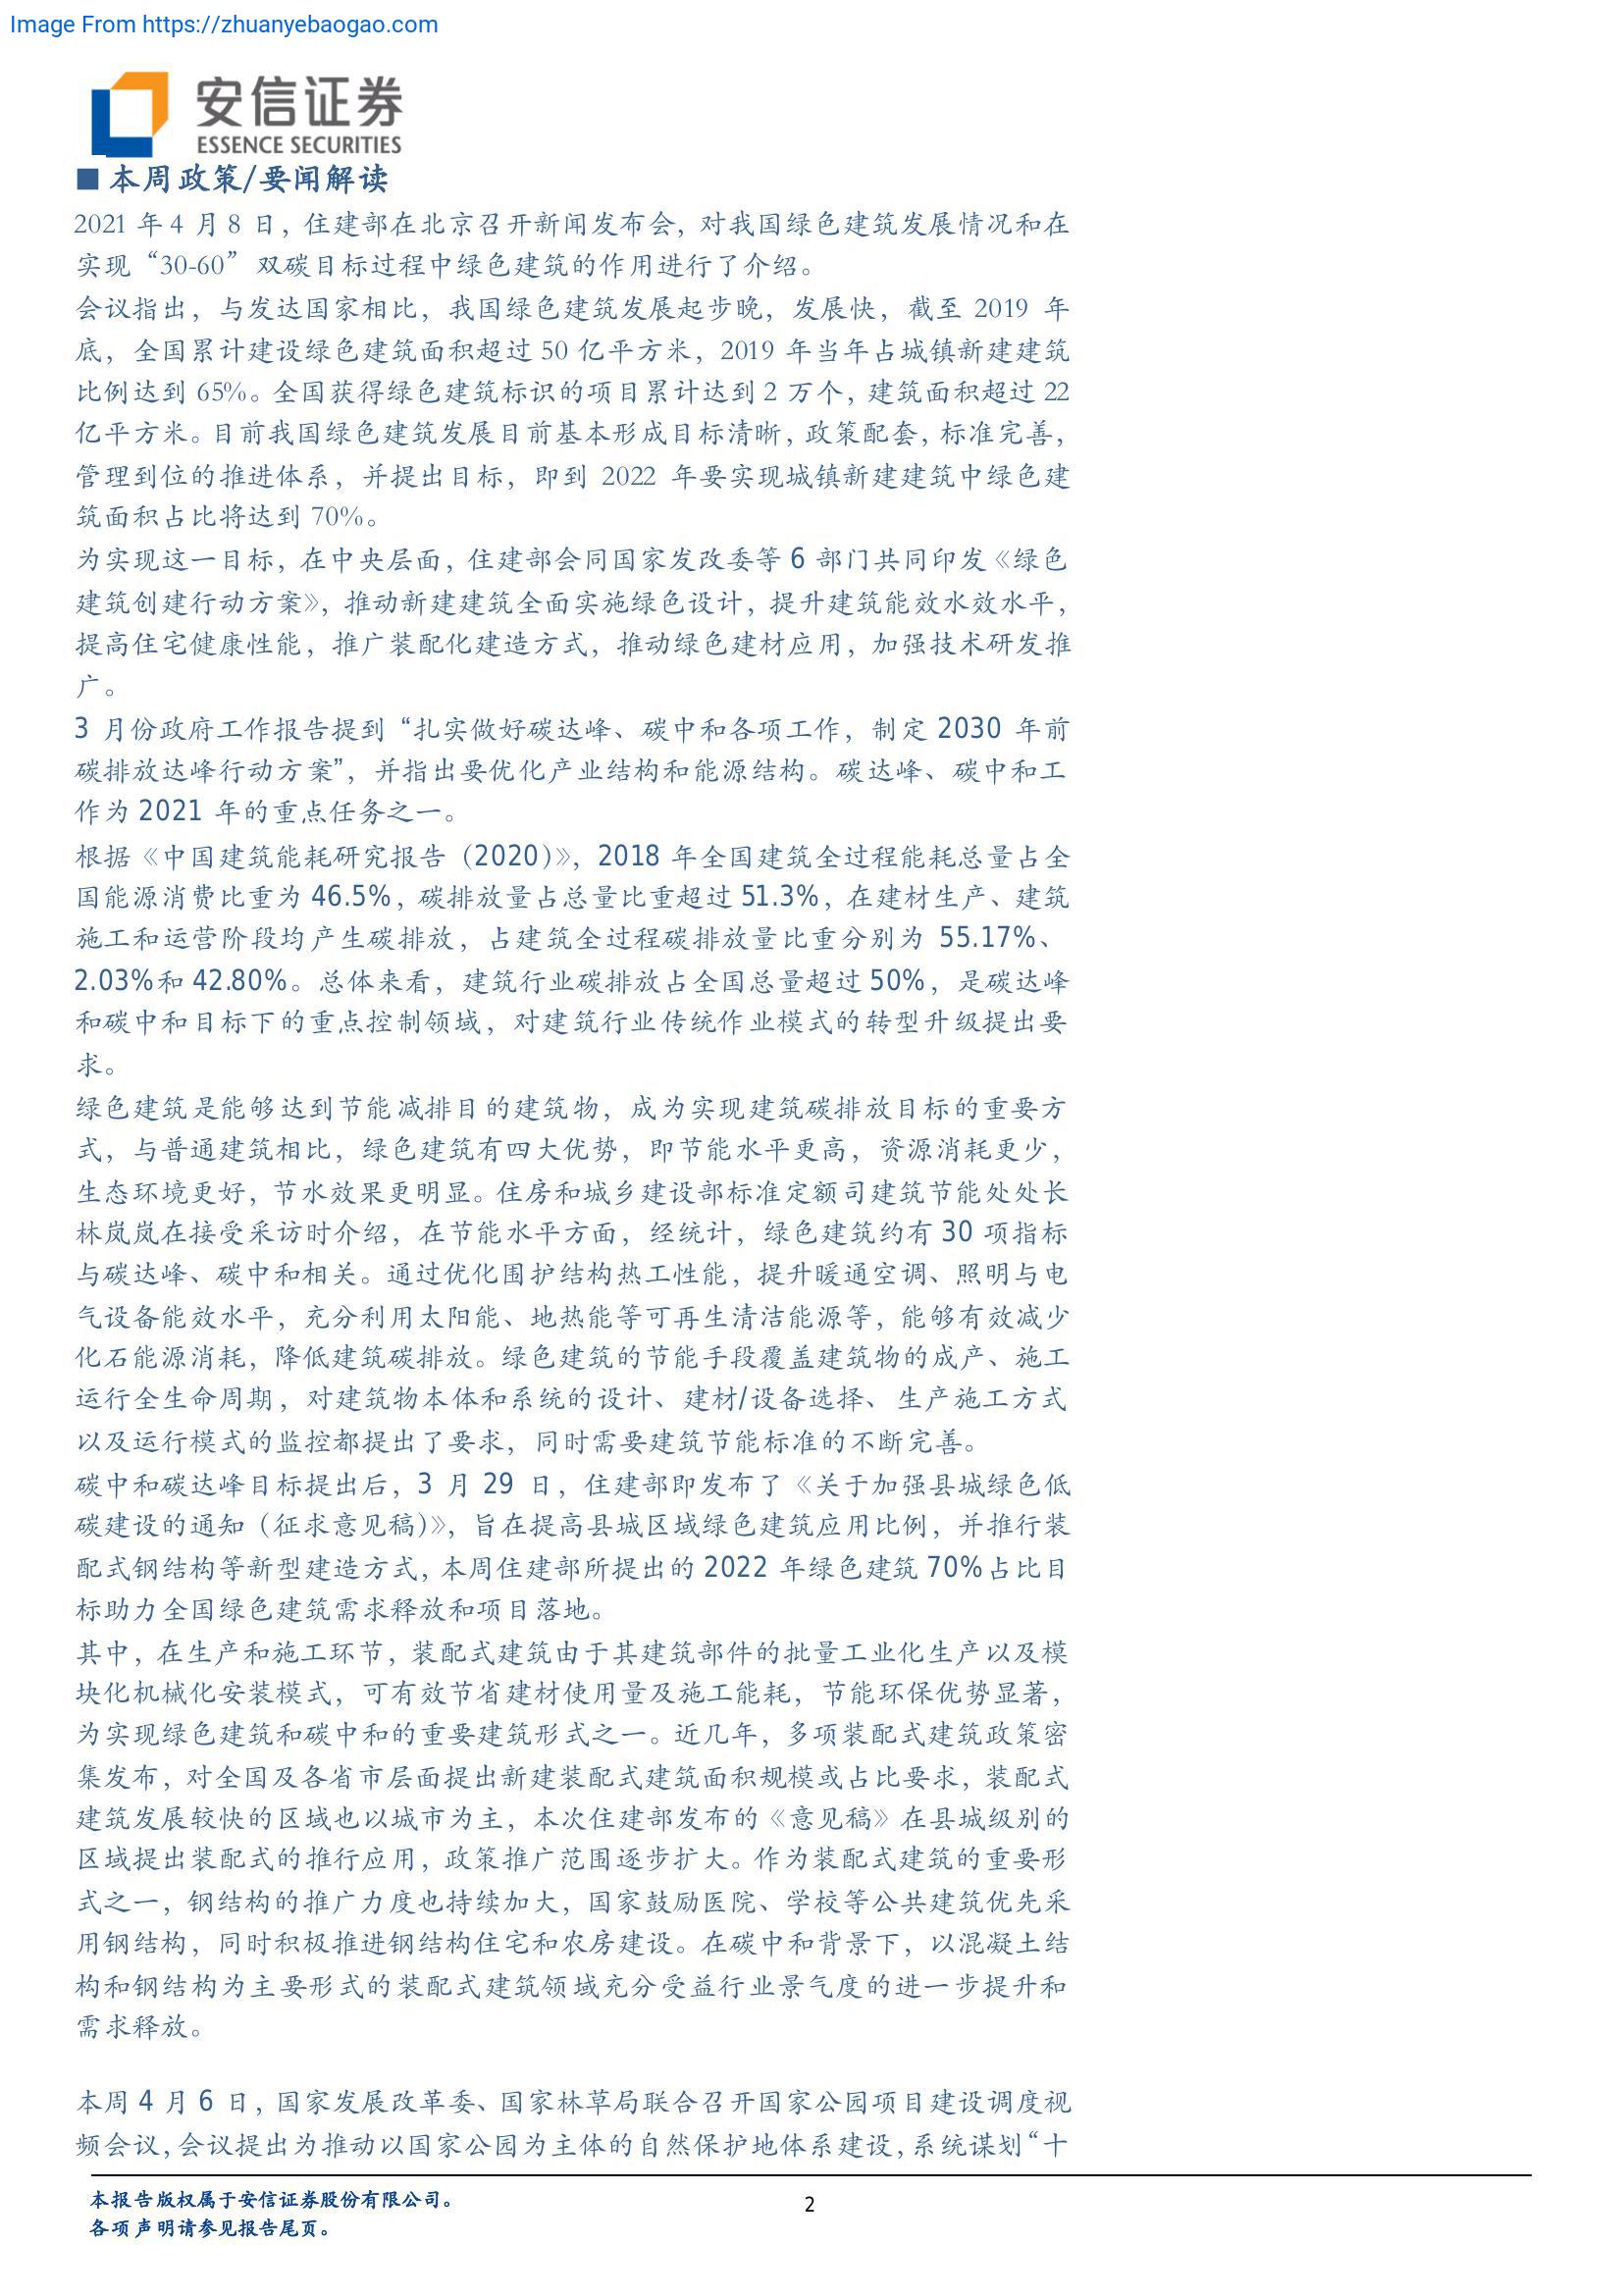 Image From https://zhuanyebaogao.com
安信证券
ESSENCE SECURITIES
■本周政策/要闻解读
2021 年 4 月 8 日，住建部在北京召开新闻发布会，对我国绿色建筑发展情况和在
实现“30-60”双碳目标过程中绿色建筑的作用进行了介绍。
会议指出，与发达国家相比，我国绿色建筑发展起步晚，发展快，截至 2019 年
底，全国累计建设绿色建筑面积超过 50 亿平方米，2019 年当年占城镇新建建筑
比例达到 65%。全国获得绿色建筑标识的项目累计达到 2 万个，建筑面积超过 22
亿平方米。目前我国绿色建筑发展目前基本形成目标清晰，政策配套，标准完善，
管理到位的推进体系，并提出目标，即到 2022 年要实现城镇新建建筑中绿色建
筑面积占比将达到 70%。
为实现这一目标，在中央层面，住建部会同国家发改委等 6 部门共同印发《绿色
建筑创建行动方案》，推动新建建筑全面实施绿色设计，提升建筑能效水效水平，
提高住宅健康性能，推广装配化建造方式，推动绿色建材应用，加强技术研发推
广。
3 月份政府工作报告提到“扎实做好碳达峰、碳中和各项工作，制定 2030 年前
碳排放达峰行动方案”，并指出要优化产业结构和能源结构。碳达峰、碳中和工
作为 2021 年的重点任务之一。
根据《中国建筑能耗研究报告（2020）》，2018 年全国建筑全过程能耗总量占全
国能源消费比重为 46.5%，碳排放量占总量比重超过 51.3%，在建材生产、建筑
施工和运营阶段均产生碳排放，占建筑全过程碳排放量比重分别为 55.17%、
2.03%和 42.80%。总体来看，建筑行业碳排放占全国总量超过 50%，是碳达峰
和碳中和目标下的重点控制领域，对建筑行业传统作业模式的转型升级提出要
求。
绿色建筑是能够达到节能减排目的建筑物，成为实现建筑碳排放目标的重要方
式，与普通建筑相比，绿色建筑有四大优势，即节能水平更高，资源消耗更少，
生态环境更好，节水效果更明显。住房和城乡建设部标准定额司建筑节能处处长
林岚岚在接受采访时介绍，在节能水平方面，经统计，绿色建筑约有 30 项指标
与碳达峰、碳中和相关。通过优化围护结构热工性能，提升暖通空调、照明与电
气设备能效水平，充分利用太阳能、地热能等可再生清洁能源等，能够有效减少
化石能源消耗，降低建筑碳排放。绿色建筑的节能手段覆盖建筑物的成产、施工
运行全生命周期，对建筑物本体和系统的设计、建材/设备选择、生产施工方式
以及运行模式的监控都提出了要求，同时需要建筑节能标准的不断完善。
碳中和碳达峰目标提出后，3 月 29 日，住建部即发布了《关于加强县城绿色低
碳建设的通知（征求意见稿）》，旨在提高县城区域绿色建筑应用比例，并推行装
配式钢结构等新型建造方式，本周住建部所提出的 2022 年绿色建筑 70%占比目
标助力全国绿色建筑需求释放和项目落地。
其中，在生产和施工环节，装配式建筑由于其建筑部件的批量工业化生产以及模
块化机械化安装模式，可有效节省建材使用量及施工能耗，节能环保优势显著，
为实现绿色建筑和碳中和的重要建筑形式之一。近几年，多项装配式建筑政策密
集发布，对全国及各省市层面提出新建装配式建筑面积规模或占比要求，装配式
建筑发展较快的区域也以城市为主，本次住建部发布的《意见稿》在县城级别的
区域提出装配式的推行应用，政策推广范围逐步扩大。作为装配式建筑的重要形
式之一，钢结构的推广力度也持续加大，国家鼓励医院、学校等公共建筑优先采
用钢结构，同时积极推进钢结构住宅和农房建设。在碳中和背景下，以混凝土结
构和钢结构为主要形式的装配式建筑领域充分受益行业景气度的进一步提升和
需求释放。
本周 4 月 6 日，国家发展改革委、国家林草局联合召开国家公园项目建设调度视
频会议，会议提出为推动以国家公园为主体的自然保护地体系建设，系统谋划“十
本报告版权属于安信证券股份有限公司。
2
各项声明请参见报告尾页。